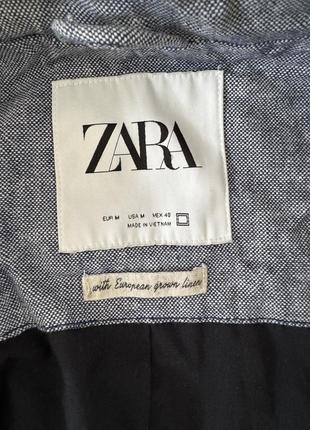 ZARA
EUR M USA M MEX 40
MADE IN VIETNAM
with European grown linen